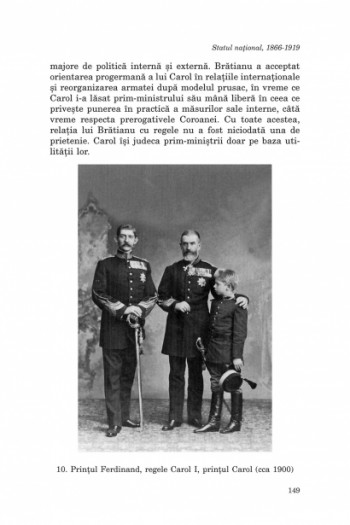 Statul național, 1866-1919
majore de politică internă și externă. Brătianu a acceptat
orientarea progermană a lui Carol în relațiile internaționale
și reorganizarea armatei după modelul prusac, în vreme ce
Carol i-a lăsat prim-ministrului său mână liberă în ceea ce
privește punerea în practică a măsurilor sale interne, câtă
vreme respecta prerogativele Coroanei. Cu toate acestea,
relația lui Brătianu cu regele nu a fost niciodată una de
prietenie. Carol își judeca prim-miniștrii doar pe baza uti-
lității lor.
10. Prințul Ferdinand, regele Carol I, prințul Carol (cca 1900)
149